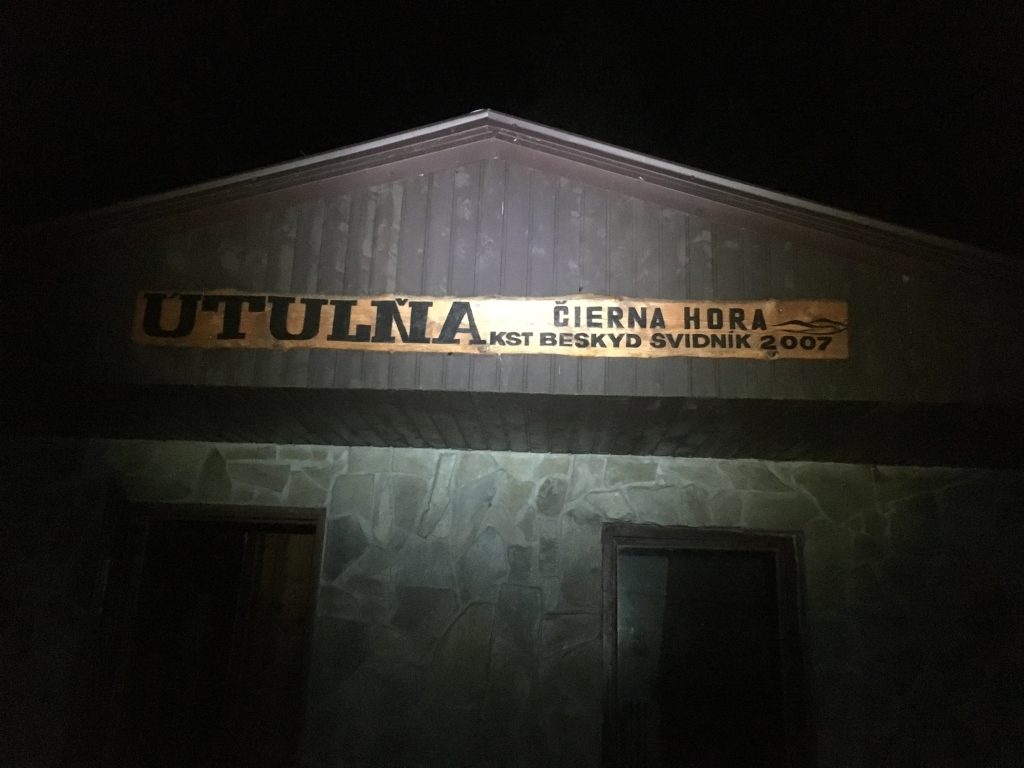 ÚTULŇA
ČIERNA HORA
KST BESKYD SVIDNÍK 2007